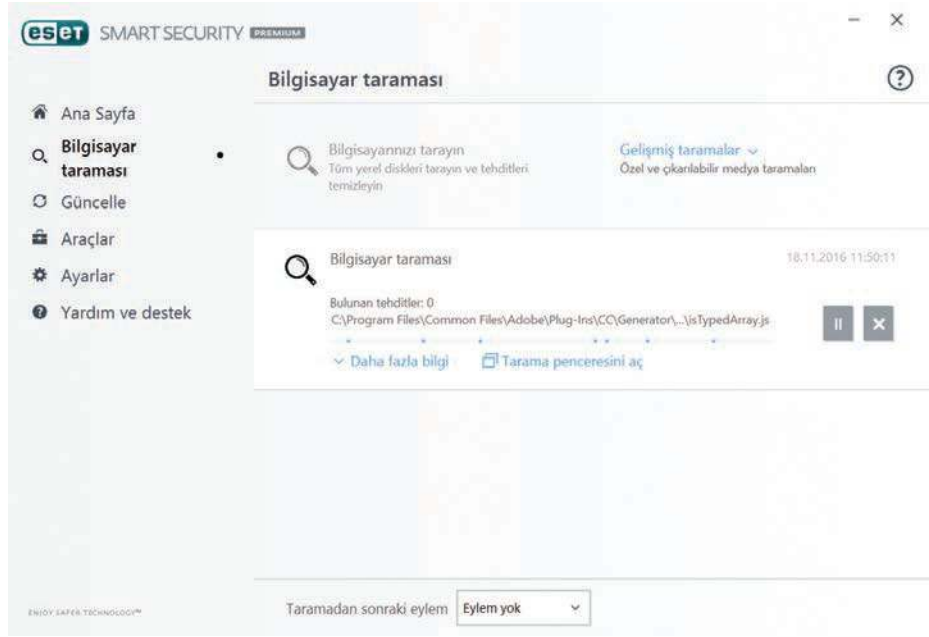 eset SMART SECURITY PREMIUM
Bilgisayar taraması
Ana Sayfa
Bilgisayar
taraması
Güncelle
Araçlar
Ayarlar
Yardım ve destek
Bilgisayarınızı tarayın
Tüm yerel diskleri tarayın ve tehditleri
temizleyin
Gelişmiş taramalar
Özel ve çıkarılabilir medya taramaları
Bilgisayar taraması
18.11.2016 11:50:11
Bulunan tehditler: 0
C:\Program Files\Common Files\Adobe\Plug-Ins\CC\Generator\...\isTypedArray.js
Daha fazla bilgi
Tarama penceresini aç
ENJOY SAFER TECHNOLOGY™
Taramadan sonraki eylem Eylem yok